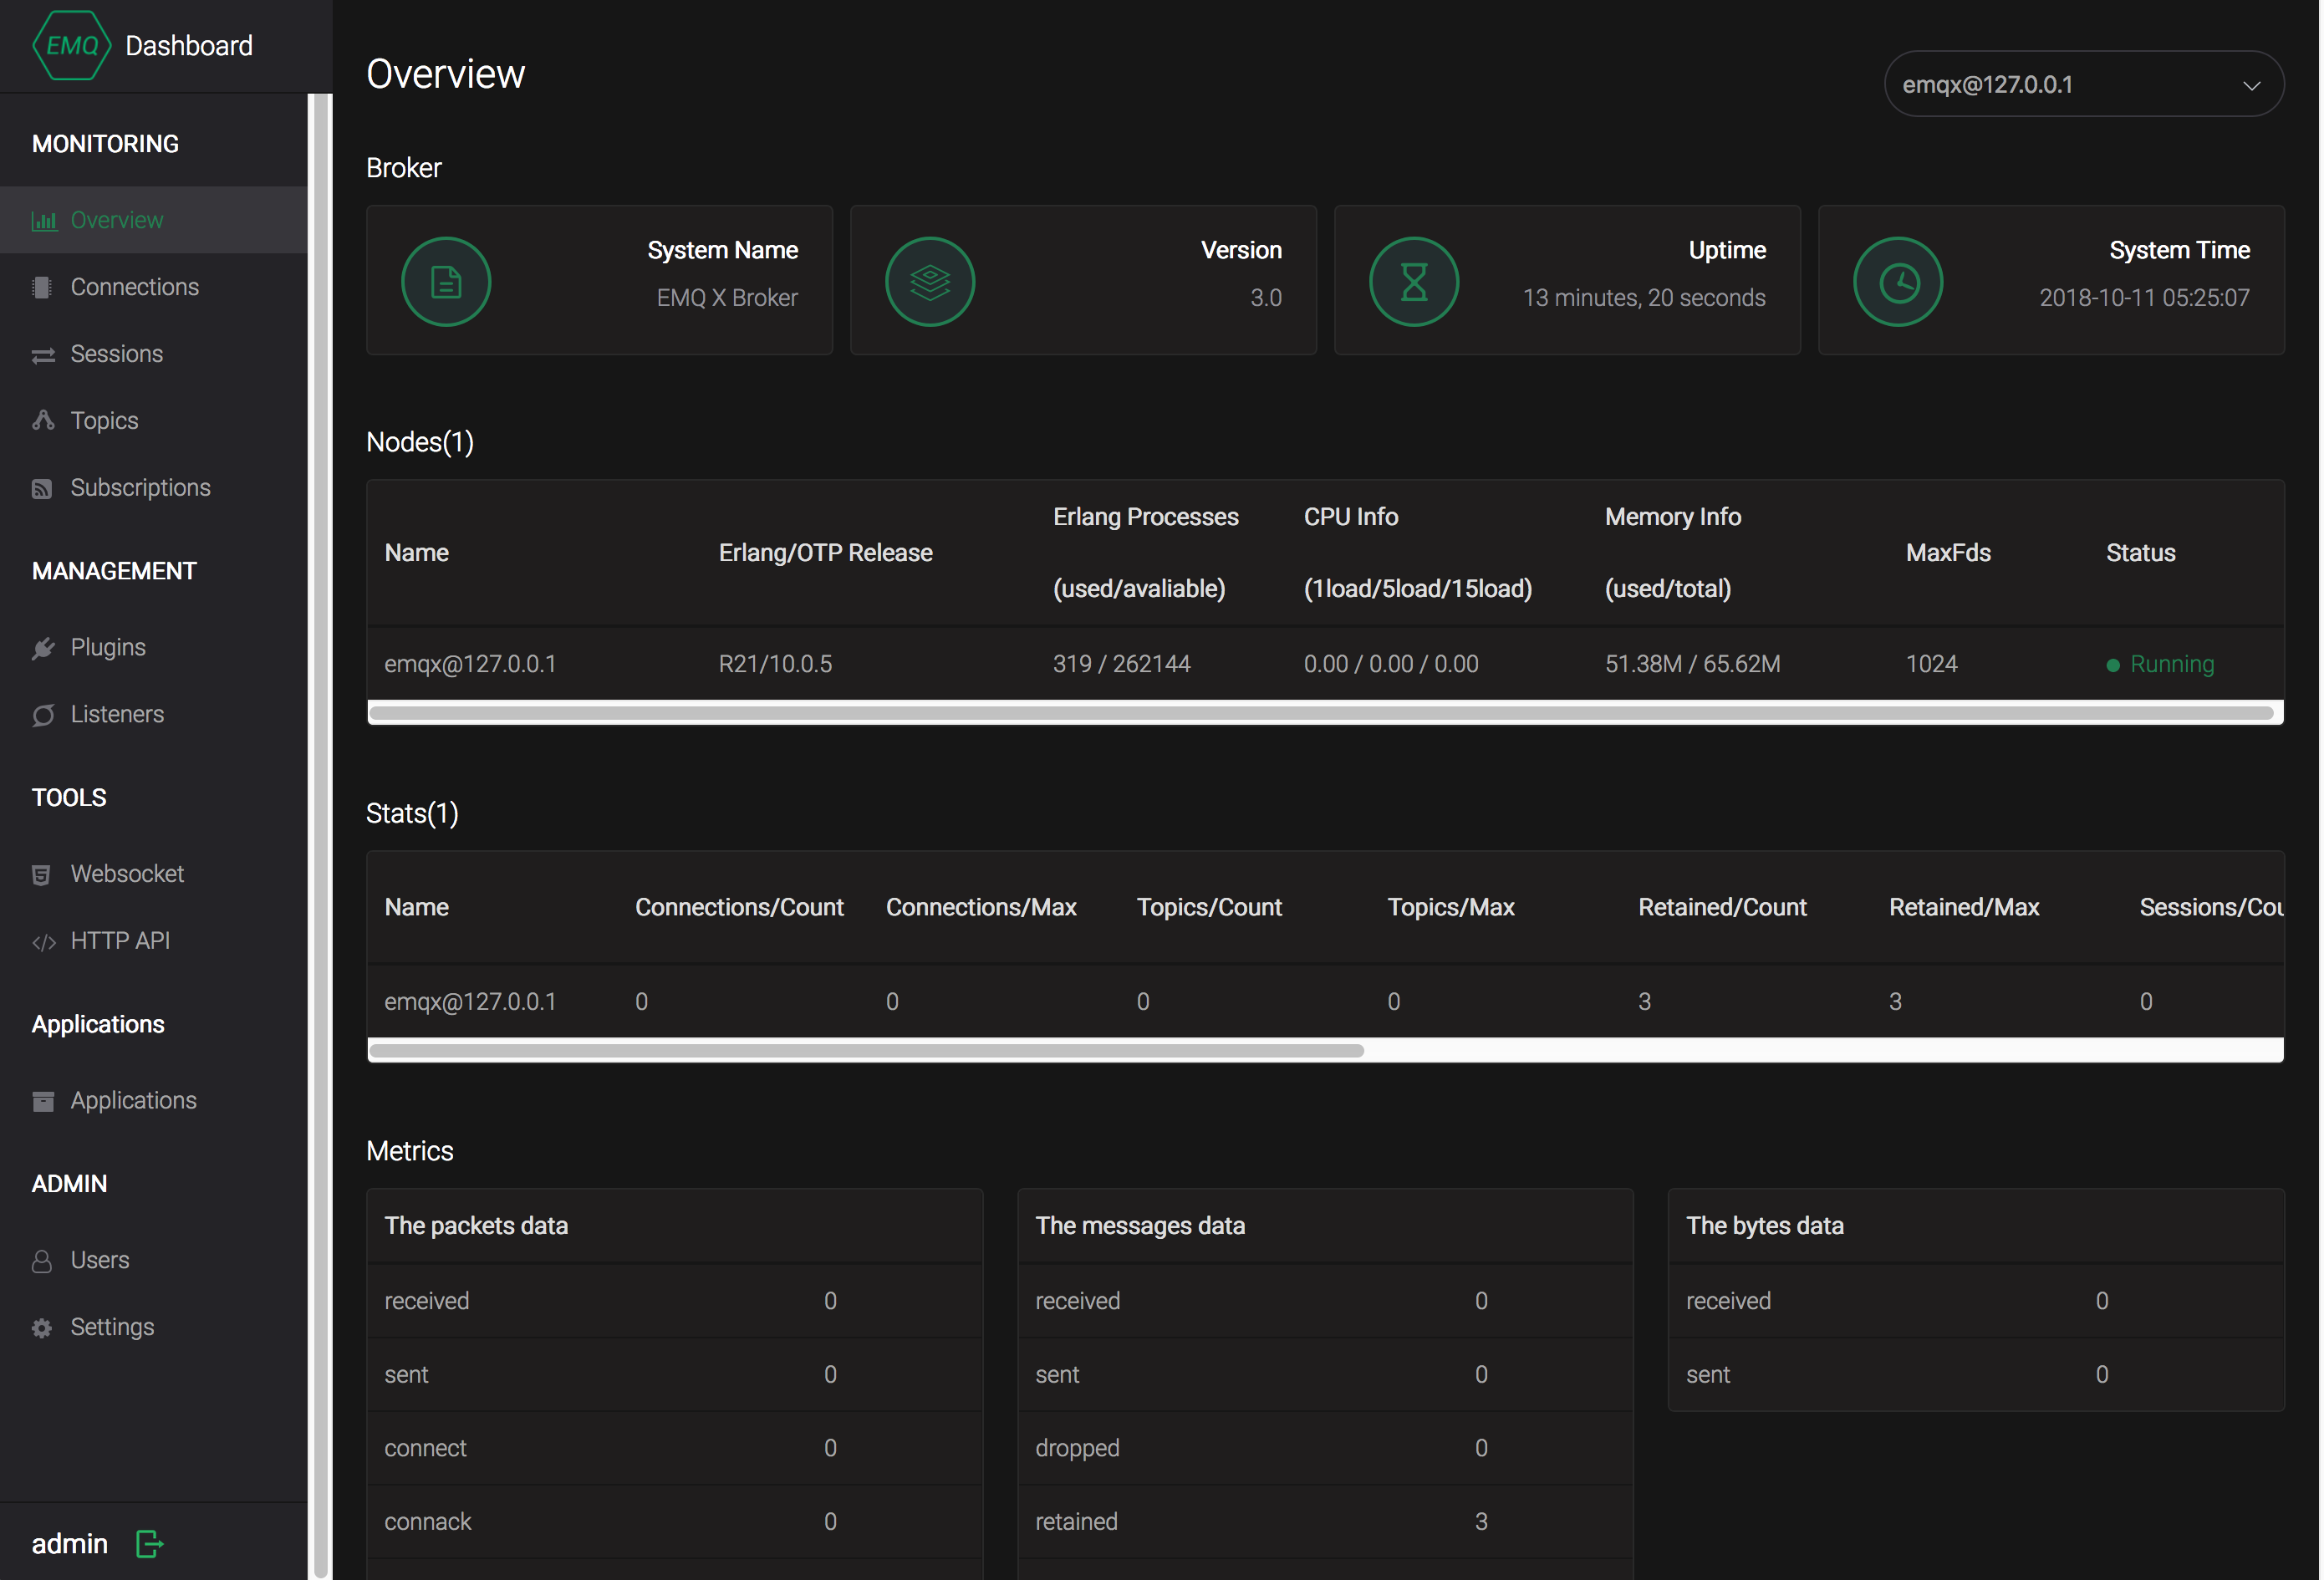 EMQ Dashboard
MONITORING
Overview
Connections
Sessions
Topics
Subscriptions
MANAGEMENT
Plugins
Listeners
TOOLS
Websocket
HTTP API
Applications
Applications
ADMIN
Users
Settings
admin
Overview
emqx@127.0.0.1
Broker
System Name
EMQ X Broker
Version
3.0
Uptime
13 minutes, 20 seconds
System Time
2018-10-11 05:25:07
Nodes(1)
Name Erlang/OTP Release Erlang Processes (used/avaliable) CPU Info (1load/5load/15load) Memory Info (used/total) MaxFds Status
emqx@127.0.0.1 R21/10.0.5 319 / 262144 0.00 / 0.00 / 0.00 51.38M / 65.62M 1024 Running
Stats(1)
Name Connections/Count Connections/Max Topics/Count Topics/Max Retained/Count Retained/Max Sessions/Cou
emqx@127.0.0.1 0 0 0 0 3 3 0
Metrics
The packets data
received 0
sent 0
connect 0
connack 0
The messages data
received 0
sent 0
dropped 0
retained 3
The bytes data
received 0
sent 0